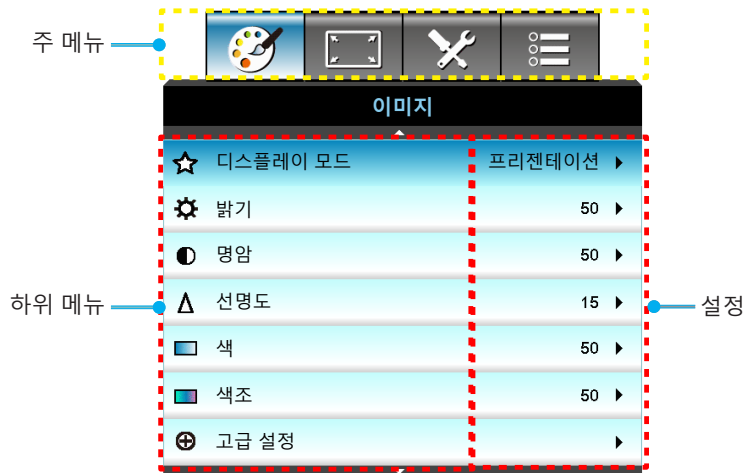 주 메뉴
이미지
디스플레이 모드 프리젠테이션
밝기 50
명암 50
하위 메뉴 선명도 15 설정
색 50
색조 50
고급 설정